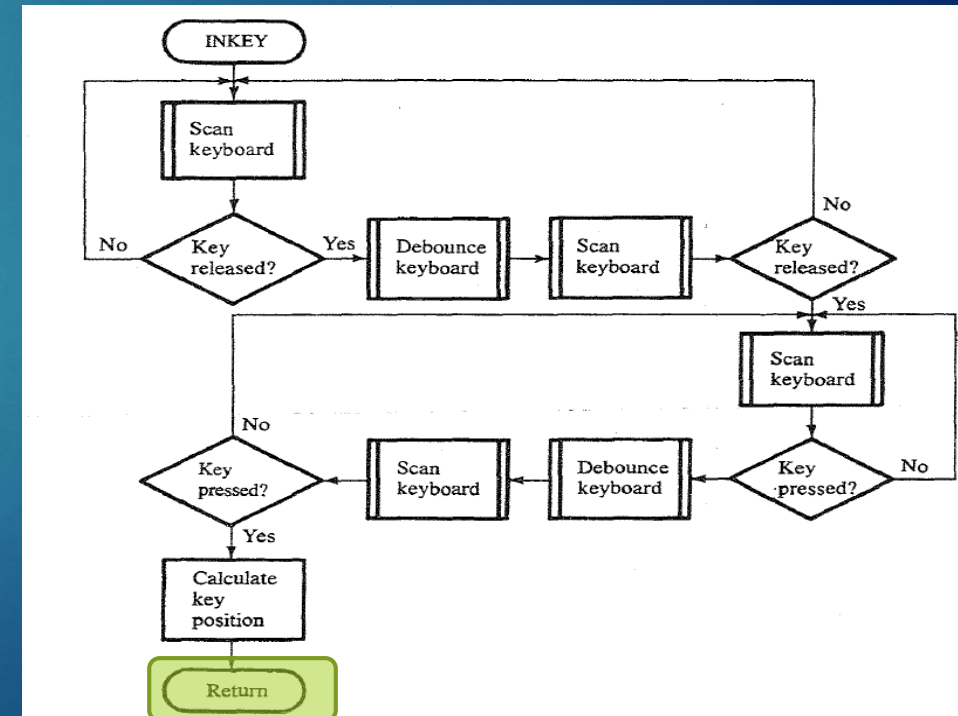 INKEY
Scan
keyboard
No
Key
released?
Yes
Debounce
keyboard
Scan
keyboard
Key
released?
No
Yes
Scan
keyboard
No
Key
pressed?
Scan
keyboard
Debounce
keyboard
Key
pressed?
No
Yes
Calculate
key
position
Return